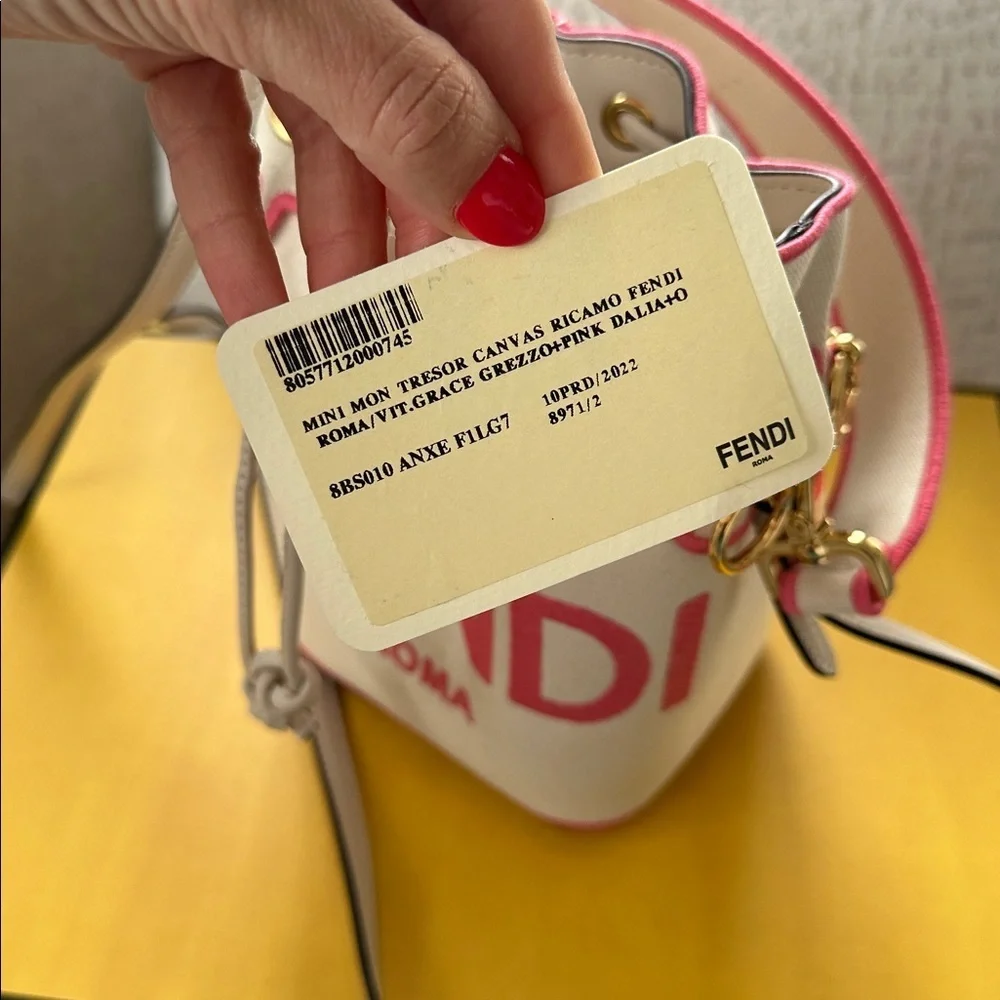 8057712000745
MINI MON TRESOR CANVAS RICAMO FENDI
ROMA/VIT.GRACE GREZZO+PINK DALIA+O
8BS010 ANXE F1LG7 10PRD/2022
8971/2
FENDI
ROMA
NDI
ROMA